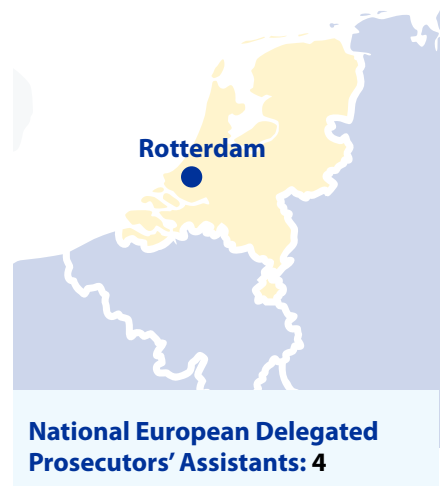 Rotterdam
National European Delegated
Prosecutors’ Assistants: 4